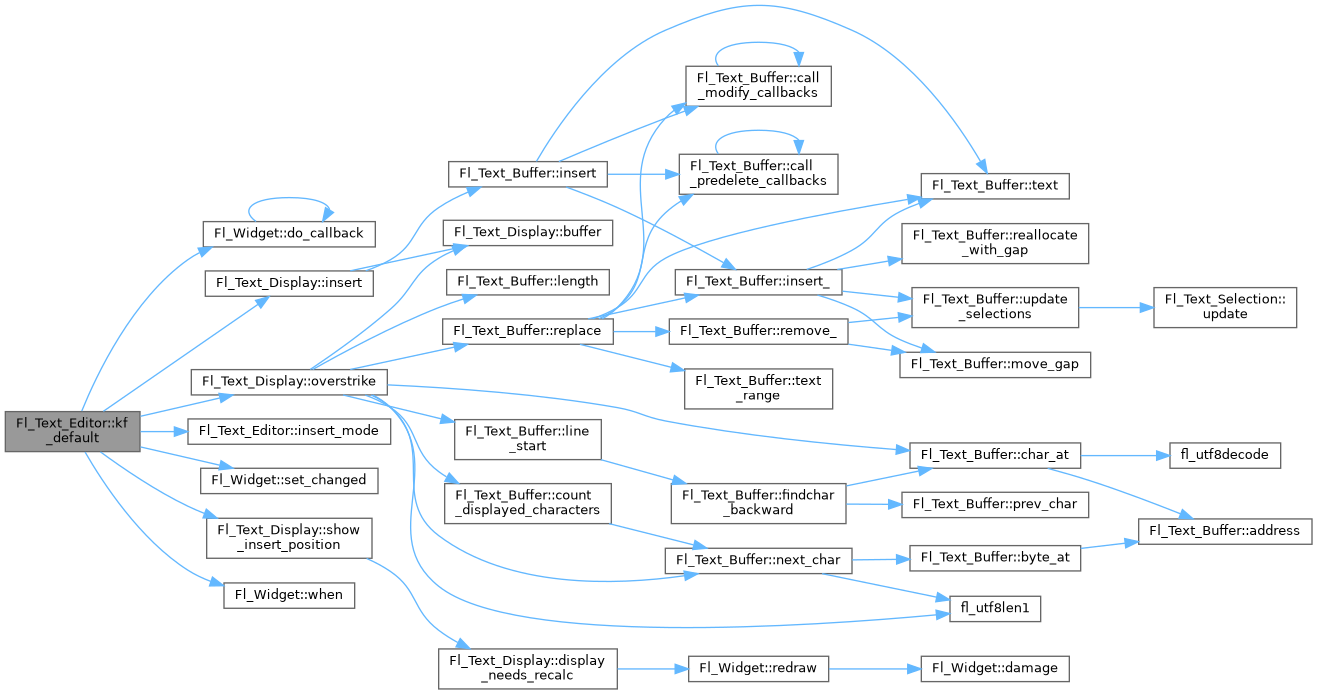 Fl_Text_Editor::kf
_default
Fl_Widget::do_callback
Fl_Text_Display::insert
Fl_Text_Display::overstrike
Fl_Text_Editor::insert_mode
Fl_Widget::set_changed
Fl_Text_Display::show
_insert_position
Fl_Widget::when
Fl_Text_Buffer::insert
Fl_Text_Display::buffer
Fl_Text_Buffer::length
Fl_Text_Buffer::replace
Fl_Text_Buffer::line
_start
Fl_Text_Buffer::count
_displayed_characters
Fl_Text_Display::display
_needs_recalc
Fl_Text_Buffer::call
_modify_callbacks
Fl_Text_Buffer::call
_predelete_callbacks
Fl_Text_Buffer::insert_
Fl_Text_Buffer::remove_
Fl_Text_Buffer::text
_range
Fl_Text_Buffer::findchar
_backward
Fl_Text_Buffer::next_char
Fl_Widget::redraw
Fl_Text_Buffer::text
Fl_Text_Buffer::reallocate
_with_gap
Fl_Text_Buffer::update
_selections
Fl_Text_Buffer::move_gap
Fl_Text_Buffer::char_at
Fl_Text_Buffer::prev_char
Fl_Text_Buffer::byte_at
fl_utf8len1
Fl_Widget::damage
Fl_Text_Selection::
update
fl_utf8decode
Fl_Text_Buffer::address